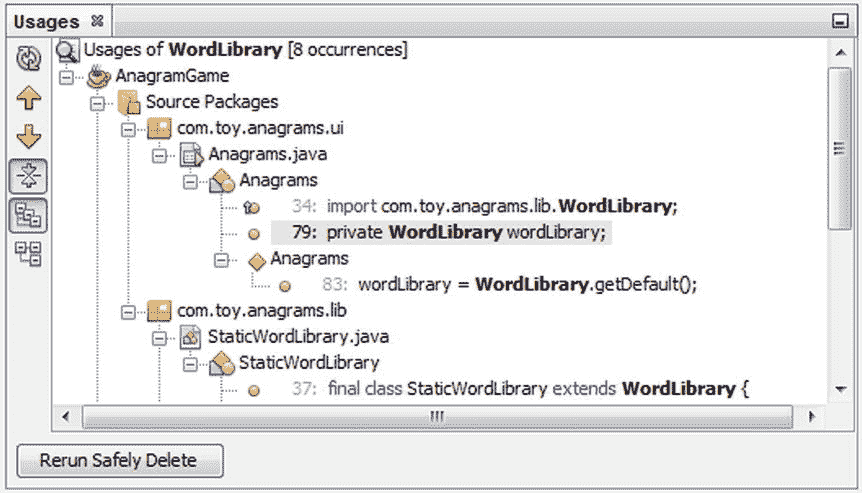 Usages
Usages of WordLibrary [8 occurrences]
AnagramGame
Source Packages
com.toy.anagrams.ui
Anagrams.java
Anagrams
34: import com.toy.anagrams.lib.WordLibrary;
79: private WordLibrary wordLibrary;
Anagrams
83: wordLibrary = WordLibrary.getDefault();
com.toy.anagrams.lib
StaticWordLibrary.java
StaticWordLibrary
37: final class StaticWordLibrary extends WordLibrary {
Rerun Safely Delete